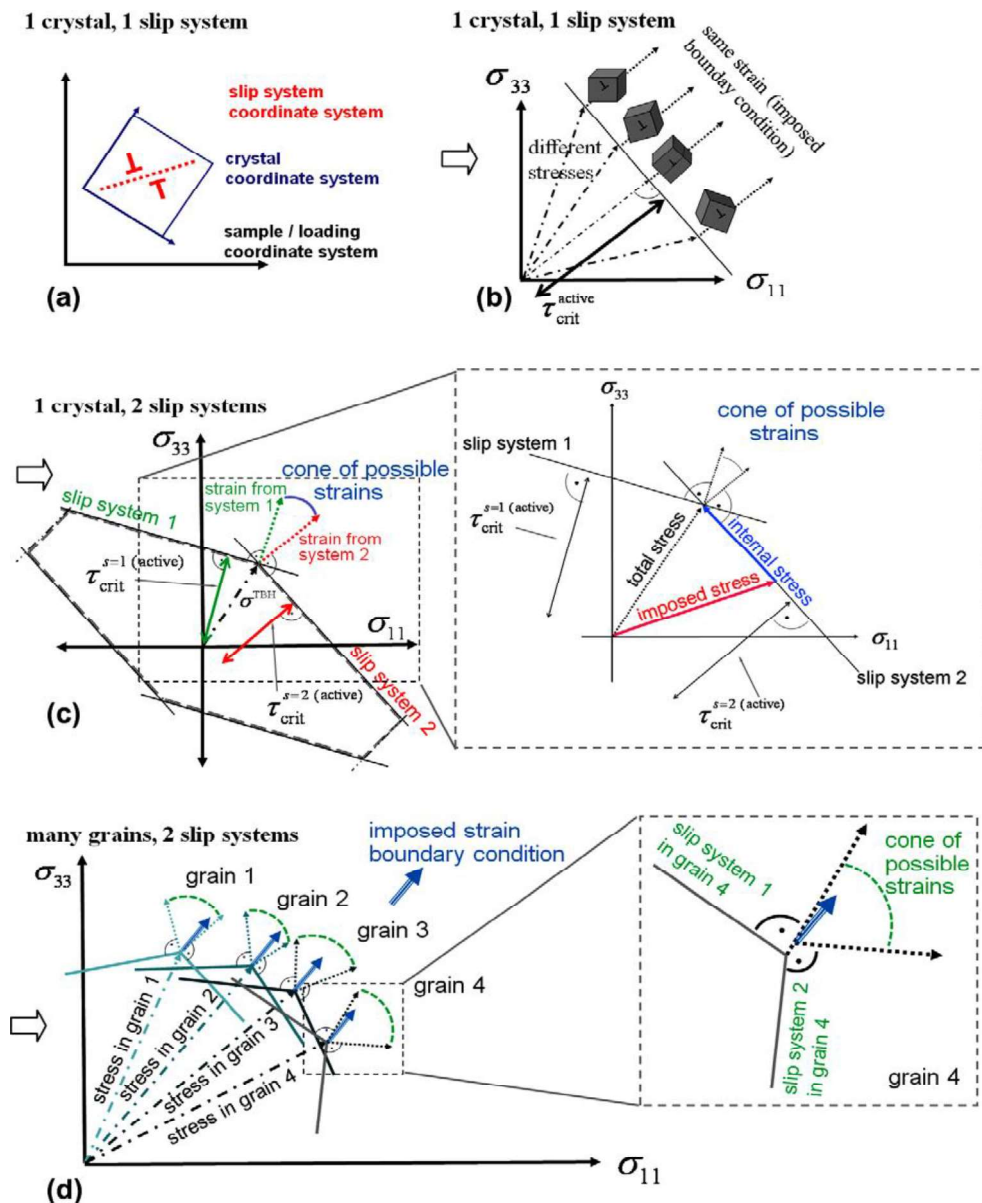 1 crystal, 1 slip system
slip system
coordinate system
crystal
coordinate system
sample / loading
coordinate system
(a)
1 crystal, 1 slip system
σ33
same strain (imposed
bounday condition)
different
stresses
σ11
τ active crit
(b)
1 crystal, 2 slip systems
σ33
cone of possible
strains
slip system 1
strain from
system 1
strain from
system 2
τ s=1 (active) crit
σTBH
σ11
τ s=2 (active) crit
slip system 2
(c)
σ33
cone of possible
strains
slip system 1
τ s=1 (active) crit
total stress
internal stress
imposed stress
σ11
slip system 2
τ s=2 (active) crit
many grains, 2 slip systems
imposed strain
boundary condition
σ33
grain 1
grain 2
grain 3
grain 4
stress in grain 1
stress in grain 2
stress in grain 3
stress in grain 4
σ11
(d)
slip system 1
in grain 4
cone of
possible
strains
slip system 2
in grain 4
grain 4